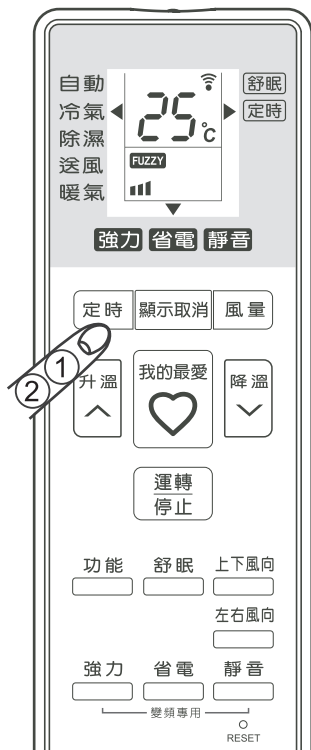 自動
冷氣
除濕
送風
暖氣
25℃
FUZZY
舒眠
定時
強力 省電 靜音
定時 顯示取消 風量
① ②
升溫 我的最愛 降溫
運轉
停止
功能 舒眠 上下風向
左右風向
強力 省電 靜音
變頻專用
RESET